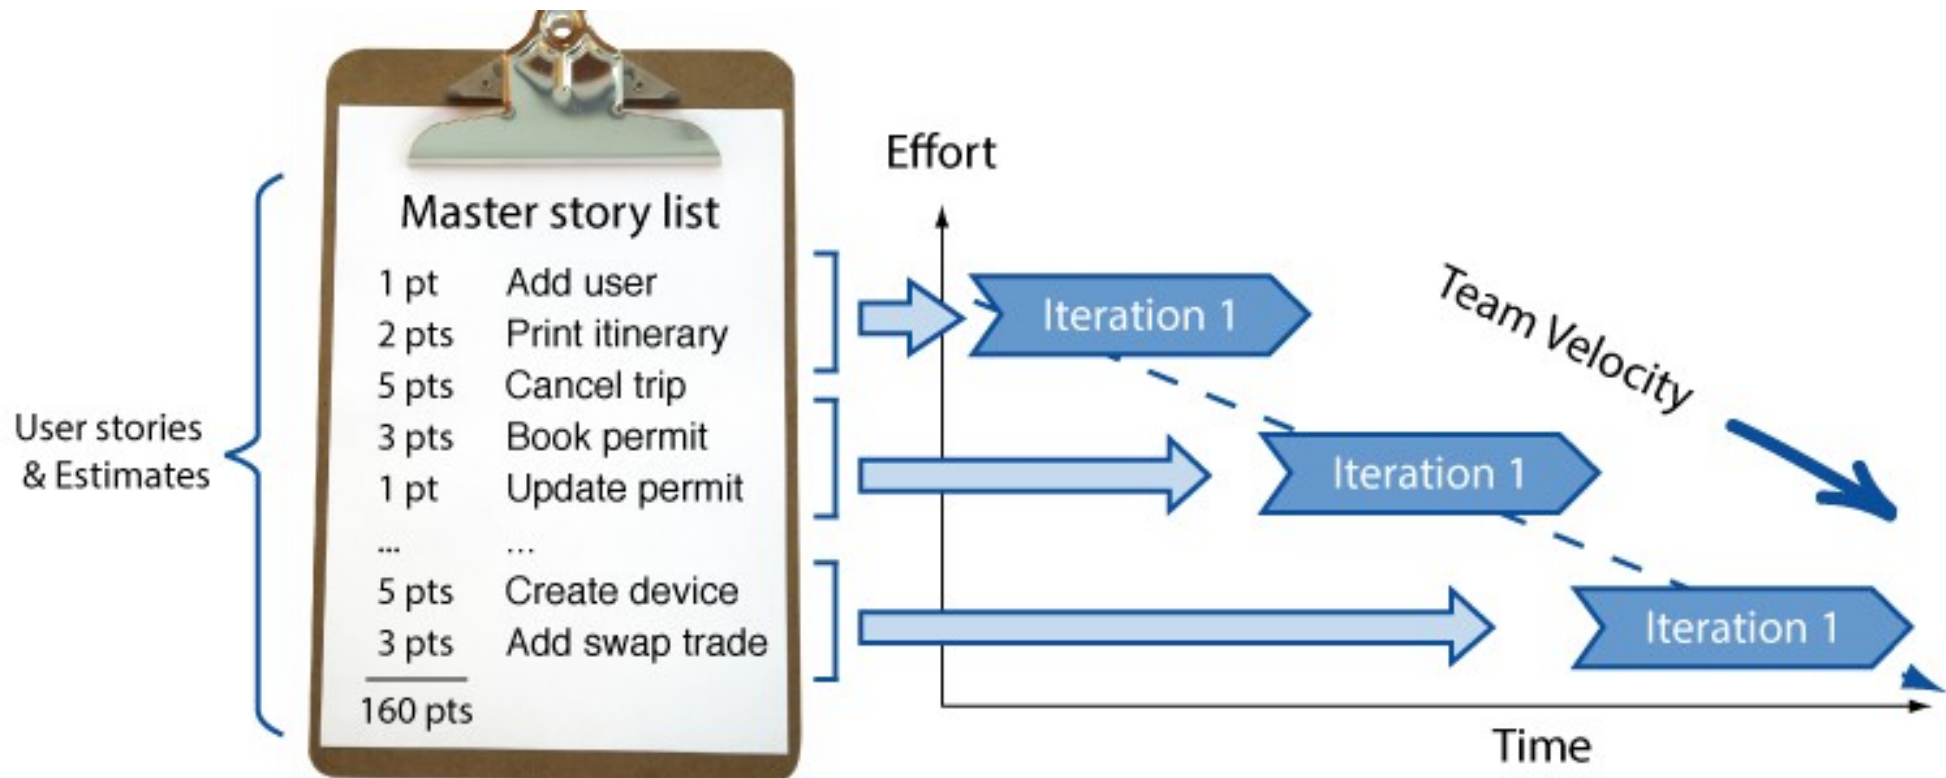 Master story list
1 pt Add user
2 pts Print itinerary
5 pts Cancel trip
3 pts Book permit
1 pt Update permit
... ...
5 pts Create device
3 pts Add swap trade
160 pts
User stories
& Estimates
Effort
Iteration 1
Iteration 1
Iteration 1
Team Velocity
Time